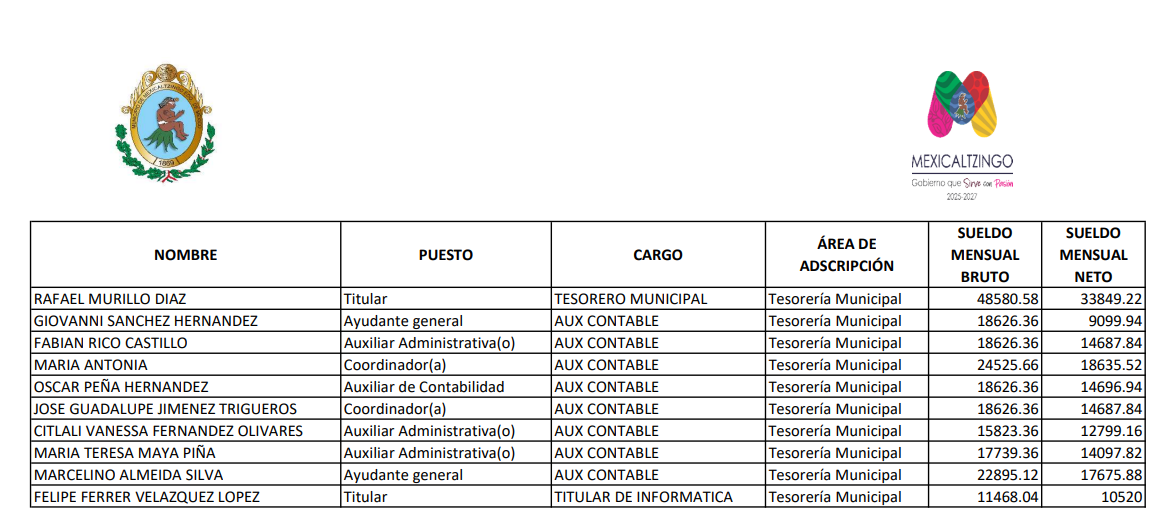 MEXICALTZINGO
1869
MEXICALTZINGO
Gobierno que Sirve con Pasión
2025-2027
NOMBRE PUESTO CARGO ÁREA DE ADSCRIPCIÓN SUELDO MENSUAL BRUTO SUELDO MENSUAL NETO
RAFAEL MURILLO DIAZ Titular TESORERO MUNICIPAL Tesorería Municipal 48580.58 33849.22
GIOVANNI SANCHEZ HERNANDEZ Ayudante general AUX CONTABLE Tesorería Municipal 18626.36 9099.94
FABIAN RICO CASTILLO Auxiliar Administrativa(o) AUX CONTABLE Tesorería Municipal 18626.36 14687.84
MARIA ANTONIA Coordinador(a) AUX CONTABLE Tesorería Municipal 24525.66 18635.52
OSCAR PEÑA HERNANDEZ Auxiliar de Contabilidad AUX CONTABLE Tesorería Municipal 18626.36 14696.94
JOSE GUADALUPE JIMENEZ TRIGUEROS Coordinador(a) AUX CONTABLE Tesorería Municipal 18626.36 14687.84
CITLALI VANESSA FERNANDEZ OLIVARES Auxiliar Administrativa(o) AUX CONTABLE Tesorería Municipal 15823.36 12799.16
MARIA TERESA MAYA PIÑA Auxiliar Administrativa(o) AUX CONTABLE Tesorería Municipal 17739.36 14097.82
MARCELINO ALMEIDA SILVA Ayudante general AUX CONTABLE Tesorería Municipal 22895.12 17675.88
FELIPE FERRER VELAZQUEZ LOPEZ Titular TITULAR DE INFORMATICA Tesorería Municipal 11468.04 10520